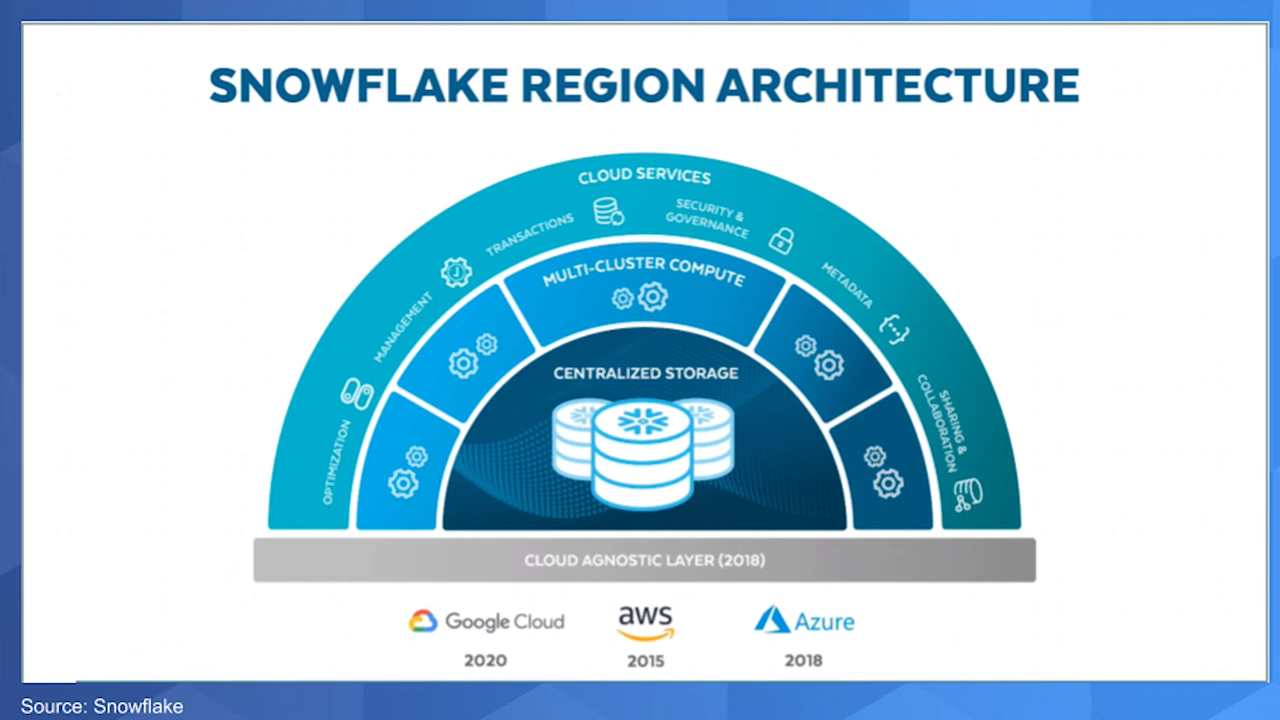 SNOWFLAKE REGION ARCHITECTURE
CLOUD SERVICES
OPTIMIZATION
MANAGEMENT
TRANSACTIONS
SECURITY &
GOVERNANCE
METADATA
SHARING &
COLLABORATION
MULTI-CLUSTER COMPUTE
CENTRALIZED STORAGE
CLOUD AGNOSTIC LAYER (2018)
Google Cloud
aws
Azure
2020
2015
2018
Source: Snowflake